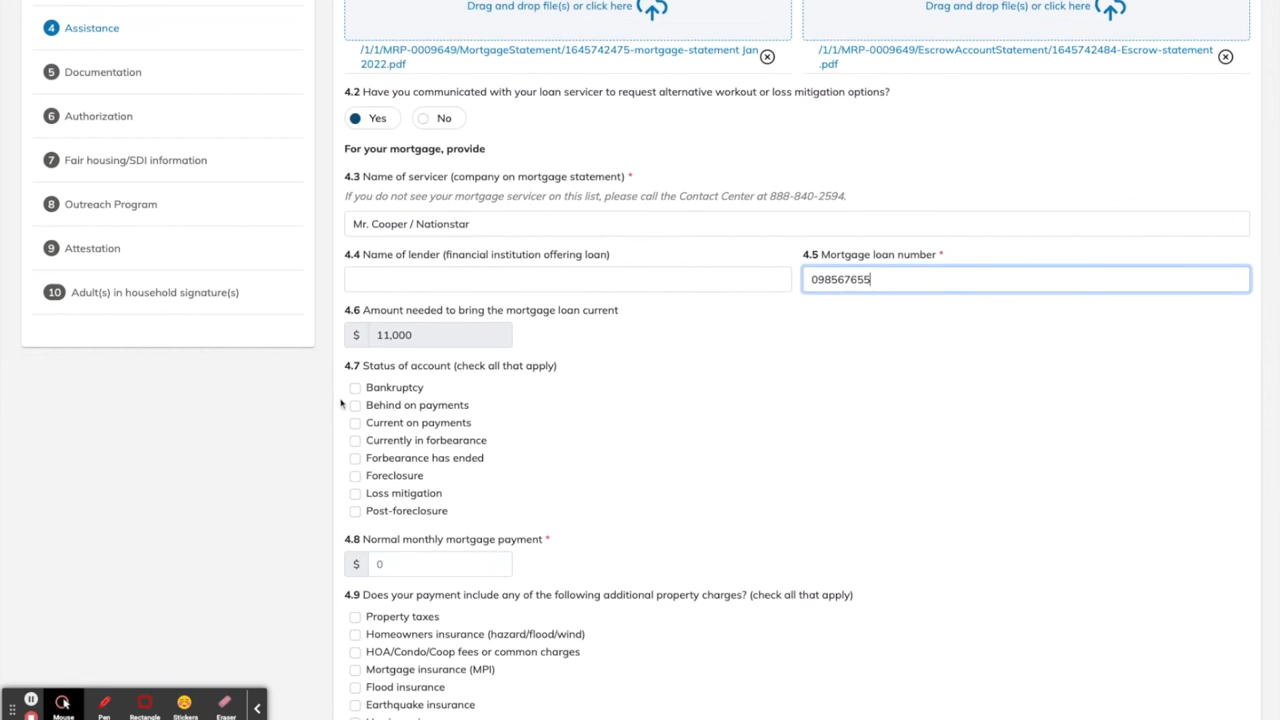 4 Assistance
5 Documentation
6 Authorization
7 Fair housing/SDI information
8 Outreach Program
9 Attestation
10 Adult(s) in household signature(s)
Drag and drop file(s) or click here
Drag and drop file(s) or click here
/1/1/MRP-0009649/MortgageStatement/1645742475-mortgage-statement Jan
2022.pdf
/1/1/MRP-0009649/EscrowAccountStatement/1645742484-Escrow-statement
.pdf
4.2 Have you communicated with your loan servicer to request alternative workout or loss mitigation options?
Yes No
For your mortgage, provide
4.3 Name of servicer (company on mortgage statement) *
If you do not see your mortgage servicer on this list, please call the Contact Center at 888-840-2594.
Mr. Cooper / Nationstar
4.4 Name of lender (financial institution offering loan)
4.5 Mortgage loan number *
098567655
4.6 Amount needed to bring the mortgage loan current
$ 11,000
4.7 Status of account (check all that apply)
Bankruptcy
Behind on payments
Current on payments
Currently in forbearance
Forbearance has ended
Foreclosure
Loss mitigation
Post-foreclosure
4.8 Normal monthly mortgage payment *
$ 0
4.9 Does your payment include any of the following additional property charges? (check all that apply)
Property taxes
Homeowners insurance (hazard/flood/wind)
HOA/Condo/Coop fees or common charges
Mortgage insurance (MPI)
Flood insurance
Earthquake insurance
Mouse Pen Rectangle Stickers Eraser